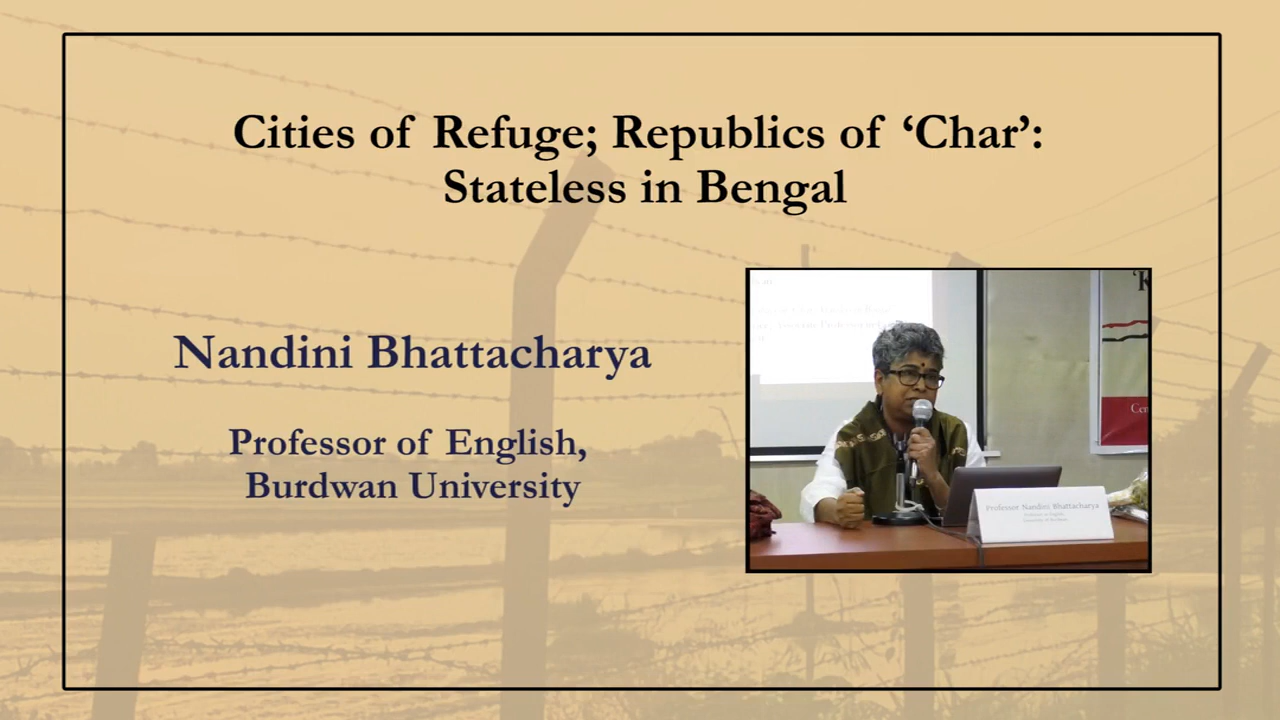 Cities of Refuge; Republics of ‘Char’:
Stateless in Bengal
Nandini Bhattacharya
Professor of English,
Burdwan University
Professor Nandini Bhattacharya